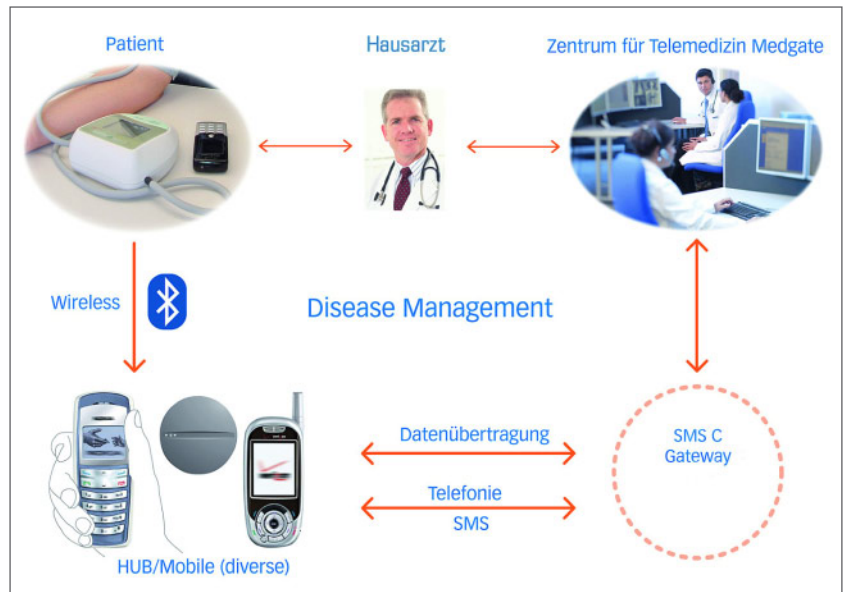 Patient
Hausarzt
Zentrum für Telemedizin Medgate
Wireless
Disease Management
Datenübertragung
Telefonie
SMS
SMS C
Gateway
HUB/Mobile (diverse)